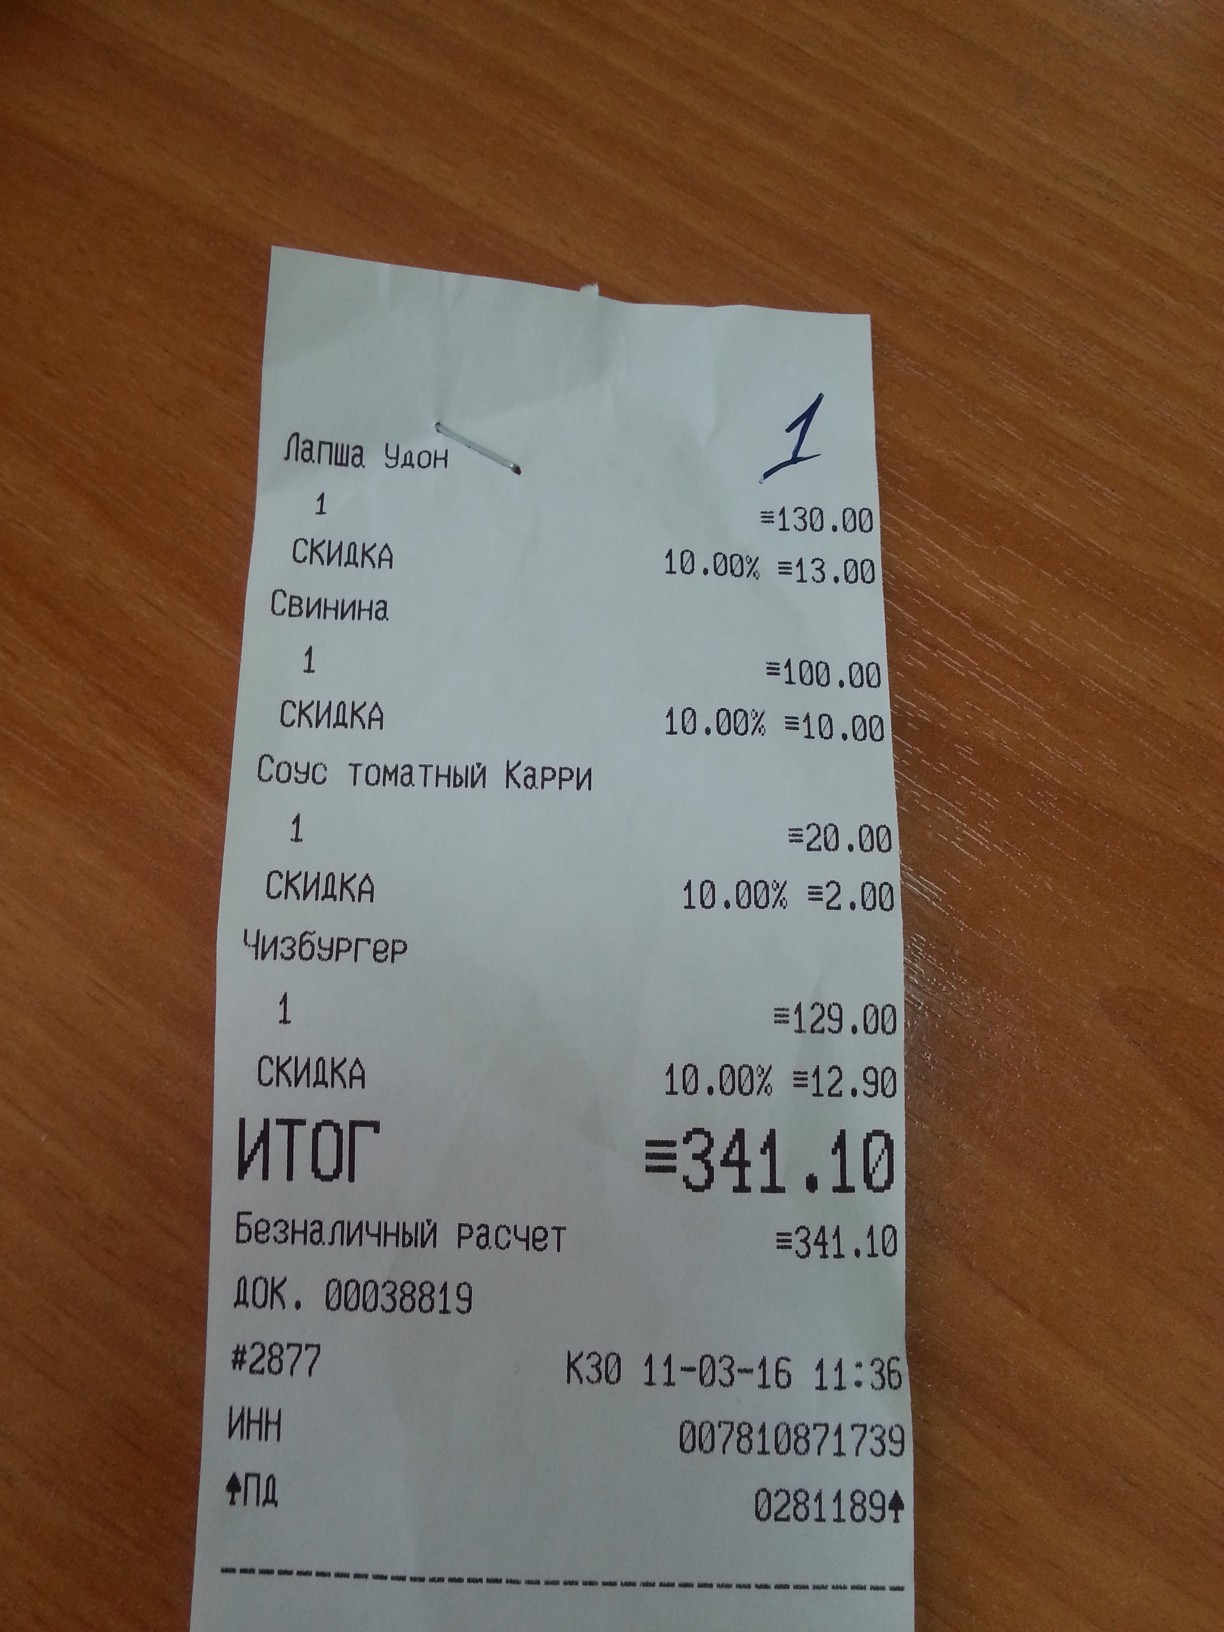 1
Лапша Удон
1 ≡130.00
СКИДКА 10.00% ≡13.00
Свинина
1 ≡100.00
СКИДКА 10.00% ≡10.00
Соус томатный Карри
1 ≡20.00
СКИДКА 10.00% ≡2.00
Чизбургер
1 ≡129.00
СКИДКА 10.00% ≡12.90
ИТОГ ≡341.10
Безналичный расчет ≡341.10
ДОК. 00038819
#2877 К30 11-03-16 11:36
ИНН 007810871739
ПД 0281189